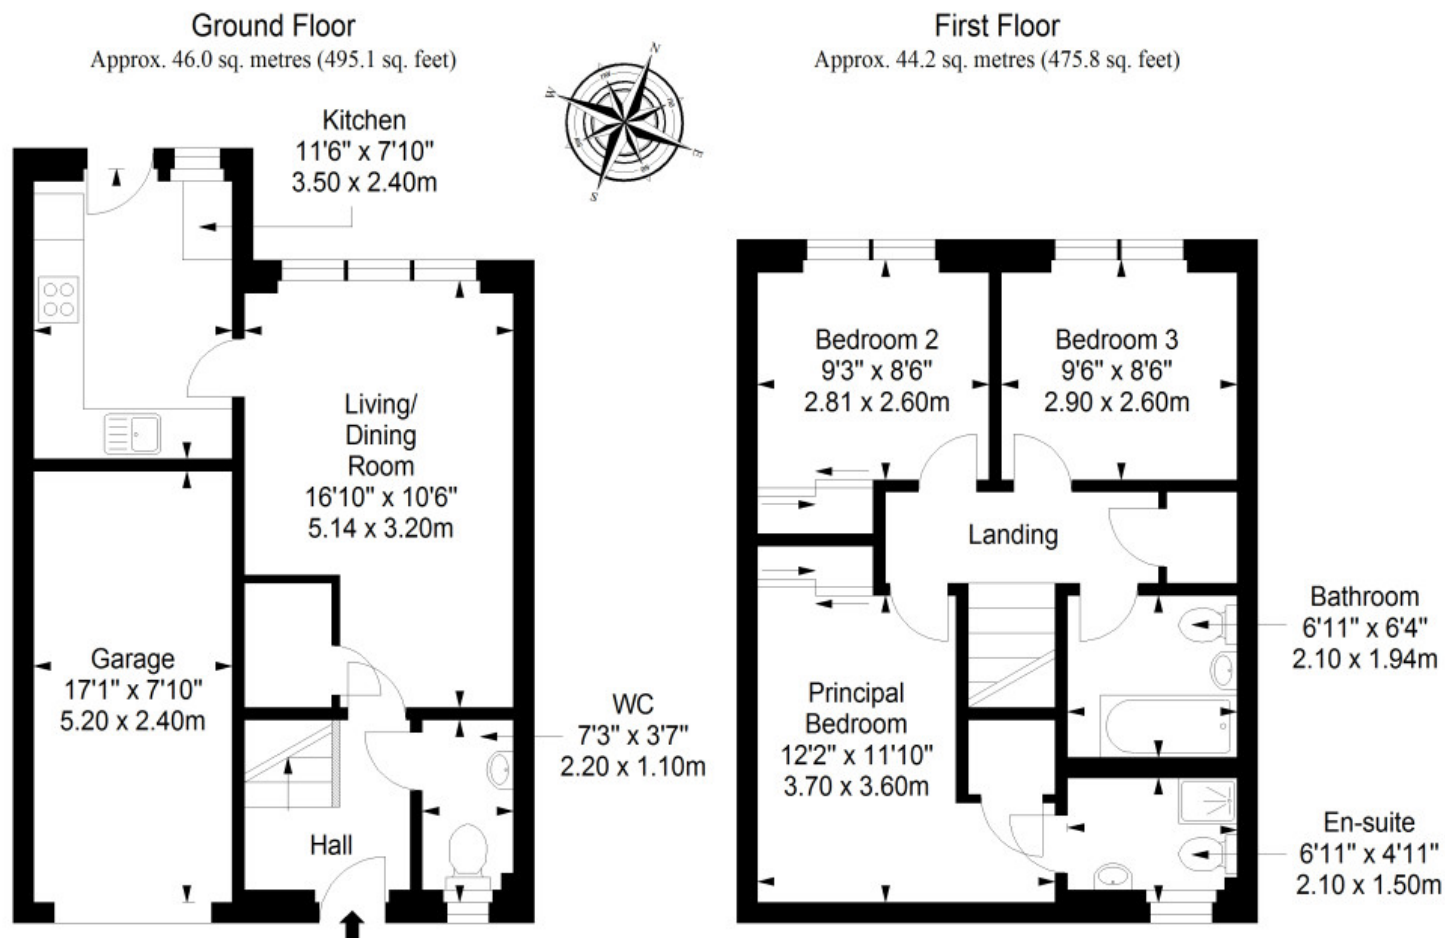 Ground Floor
Approx. 46.0 sq. metres (495.1 sq. feet)
First Floor
Approx. 44.2 sq. metres (475.8 sq. feet)
N
W
E
S
Kitchen
11'6" x 7'10"
3.50 x 2.40m
Living/
Dining
Room
16'10" x 10'6"
5.14 x 3.20m
Garage
17'1" x 7'10"
5.20 x 2.40m
WC
7'3" x 3'7"
2.20 x 1.10m
Hall
Bedroom 2
9'3" x 8'6"
2.81 x 2.60m
Bedroom 3
9'6" x 8'6"
2.90 x 2.60m
Landing
Bathroom
6'11" x 6'4"
2.10 x 1.94m
Principal
Bedroom
12'2" x 11'10"
3.70 x 3.60m
En-suite
6'11" x 4'11"
2.10 x 1.50m